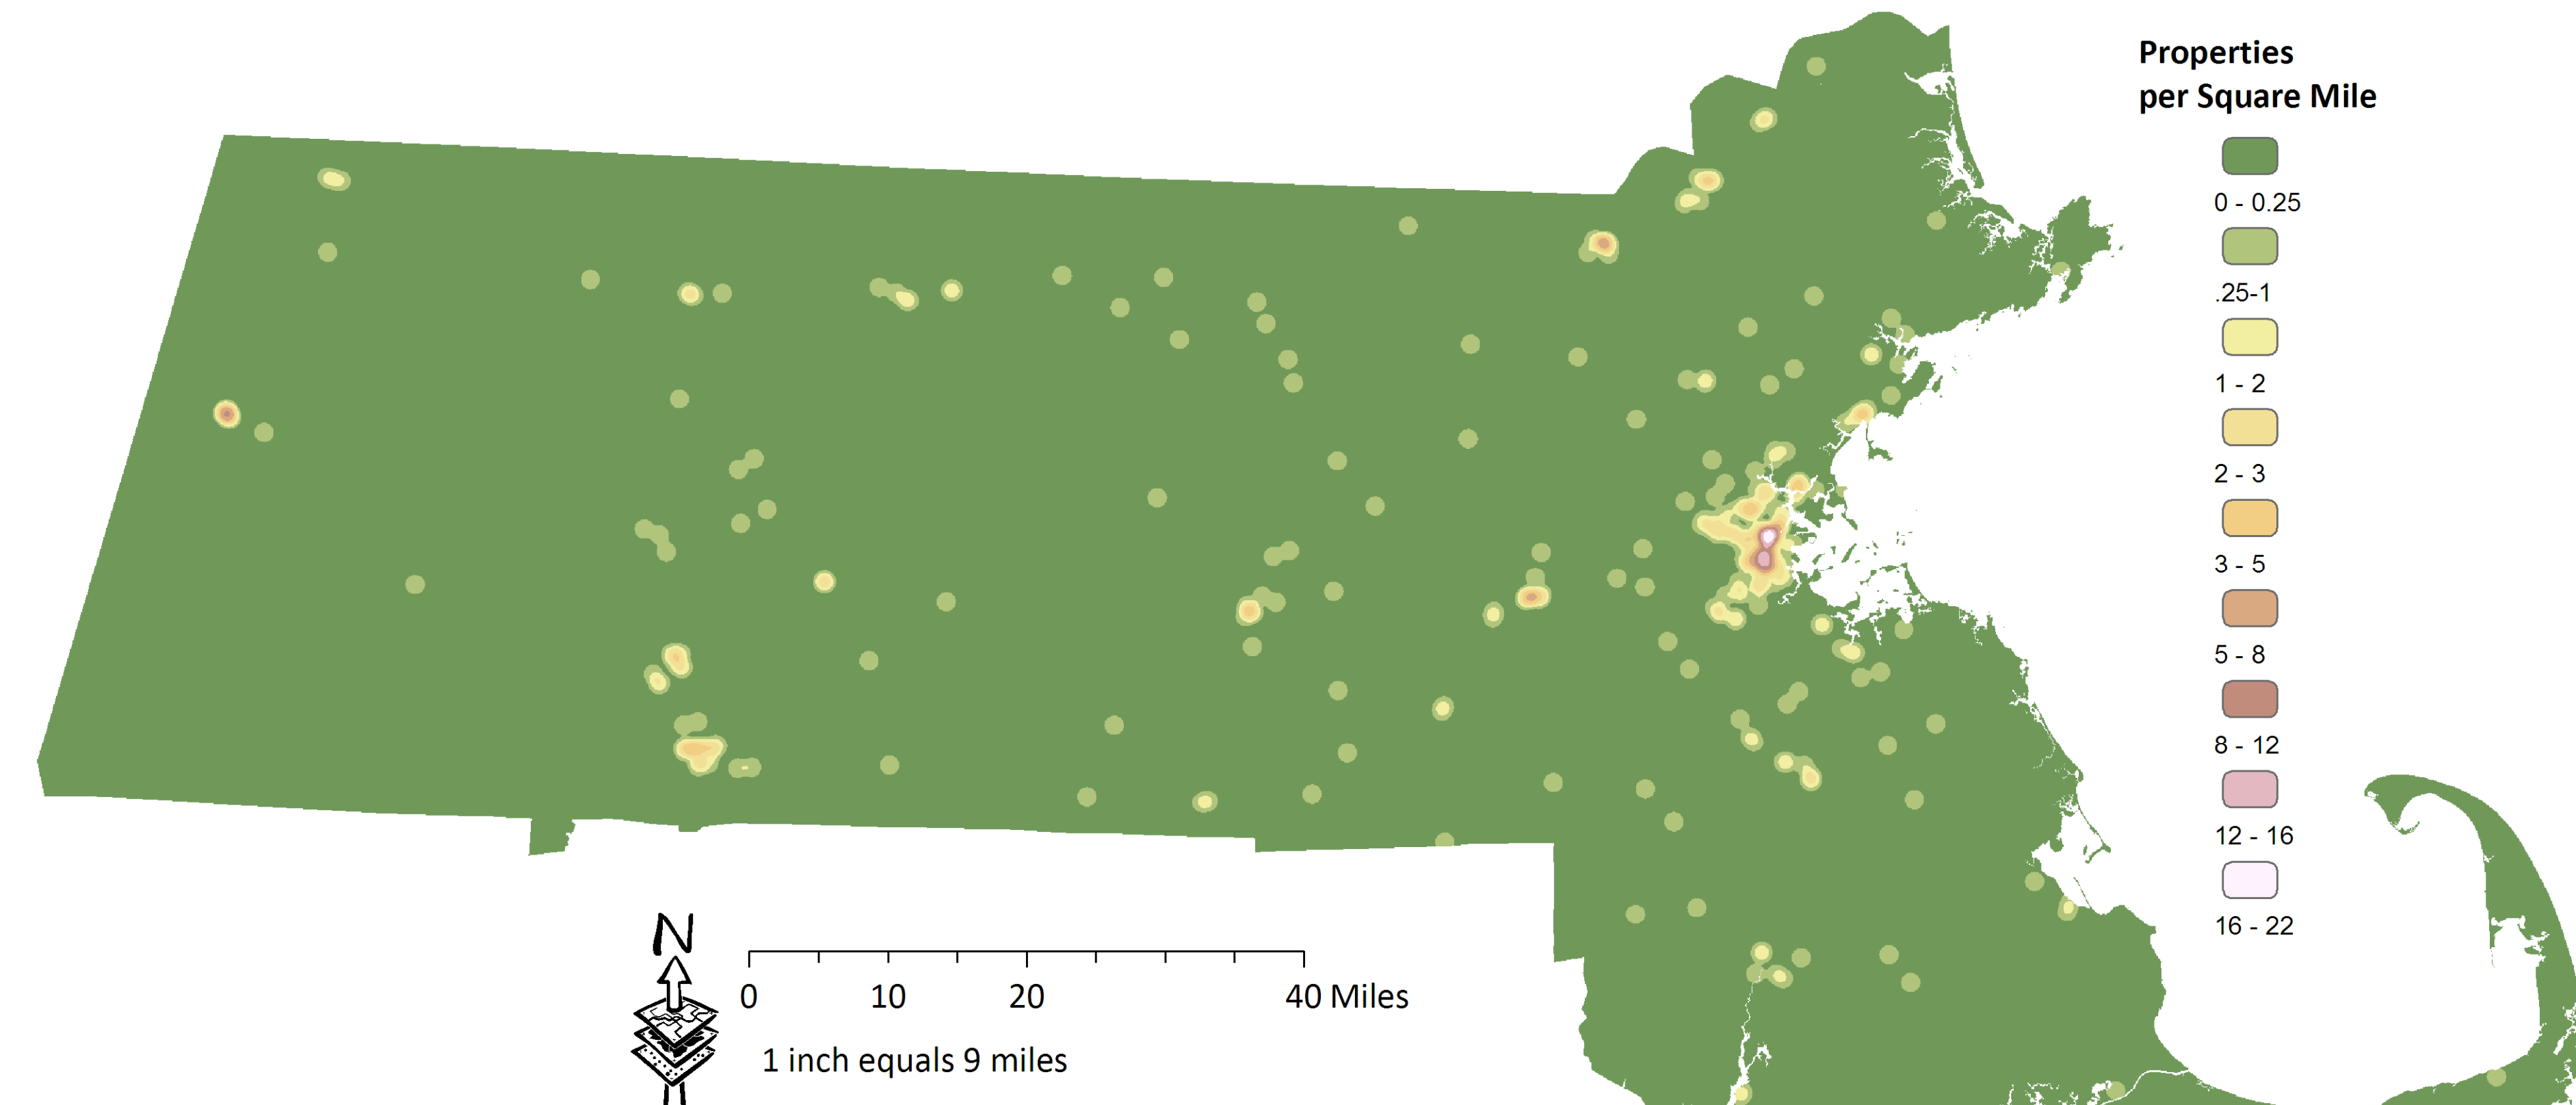 Properties
per Square Mile
0 - 0.25
.25-1
1 - 2
2 - 3
3 - 5
5 - 8
8 - 12
12 - 16
16 - 22
N
0 10 20 40 Miles
1 inch equals 9 miles